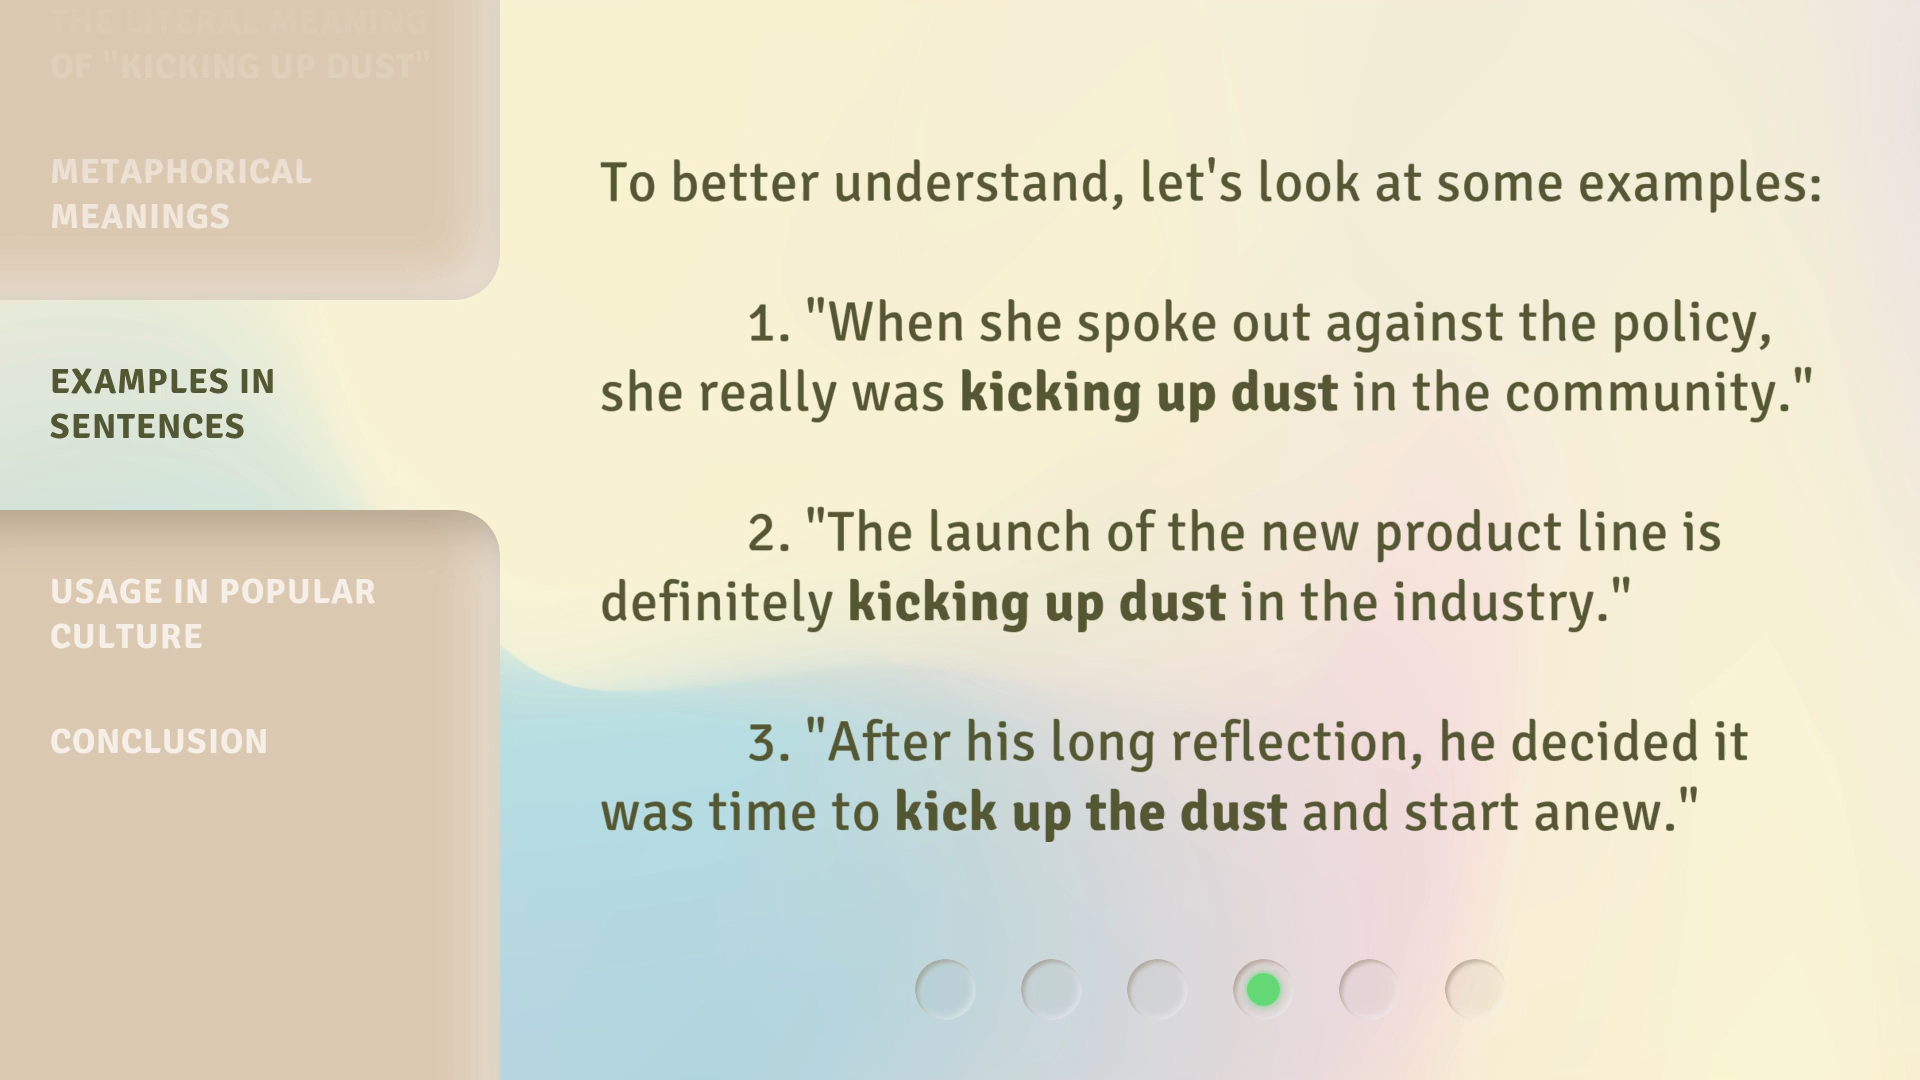 THE LITERAL MEANING
OF "KICKING UP DUST"
METAPHORICAL
MEANINGS
EXAMPLES IN
SENTENCES
USAGE IN POPULAR
CULTURE
CONCLUSION
To better understand, let's look at some examples:
1. "When she spoke out against the policy,
she really was kicking up dust in the community."
2. "The launch of the new product line is
definitely kicking up dust in the industry."
3. "After his long reflection, he decided it
was time to kick up the dust and start anew."